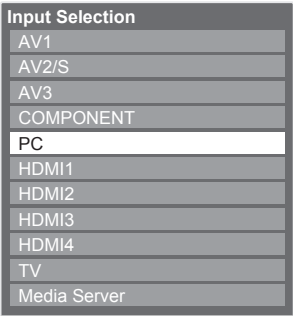 Input Selection
AV1
AV2/S
AV3
COMPONENT
PC
HDMI1
HDMI2
HDMI3
HDMI4
TV
Media Server